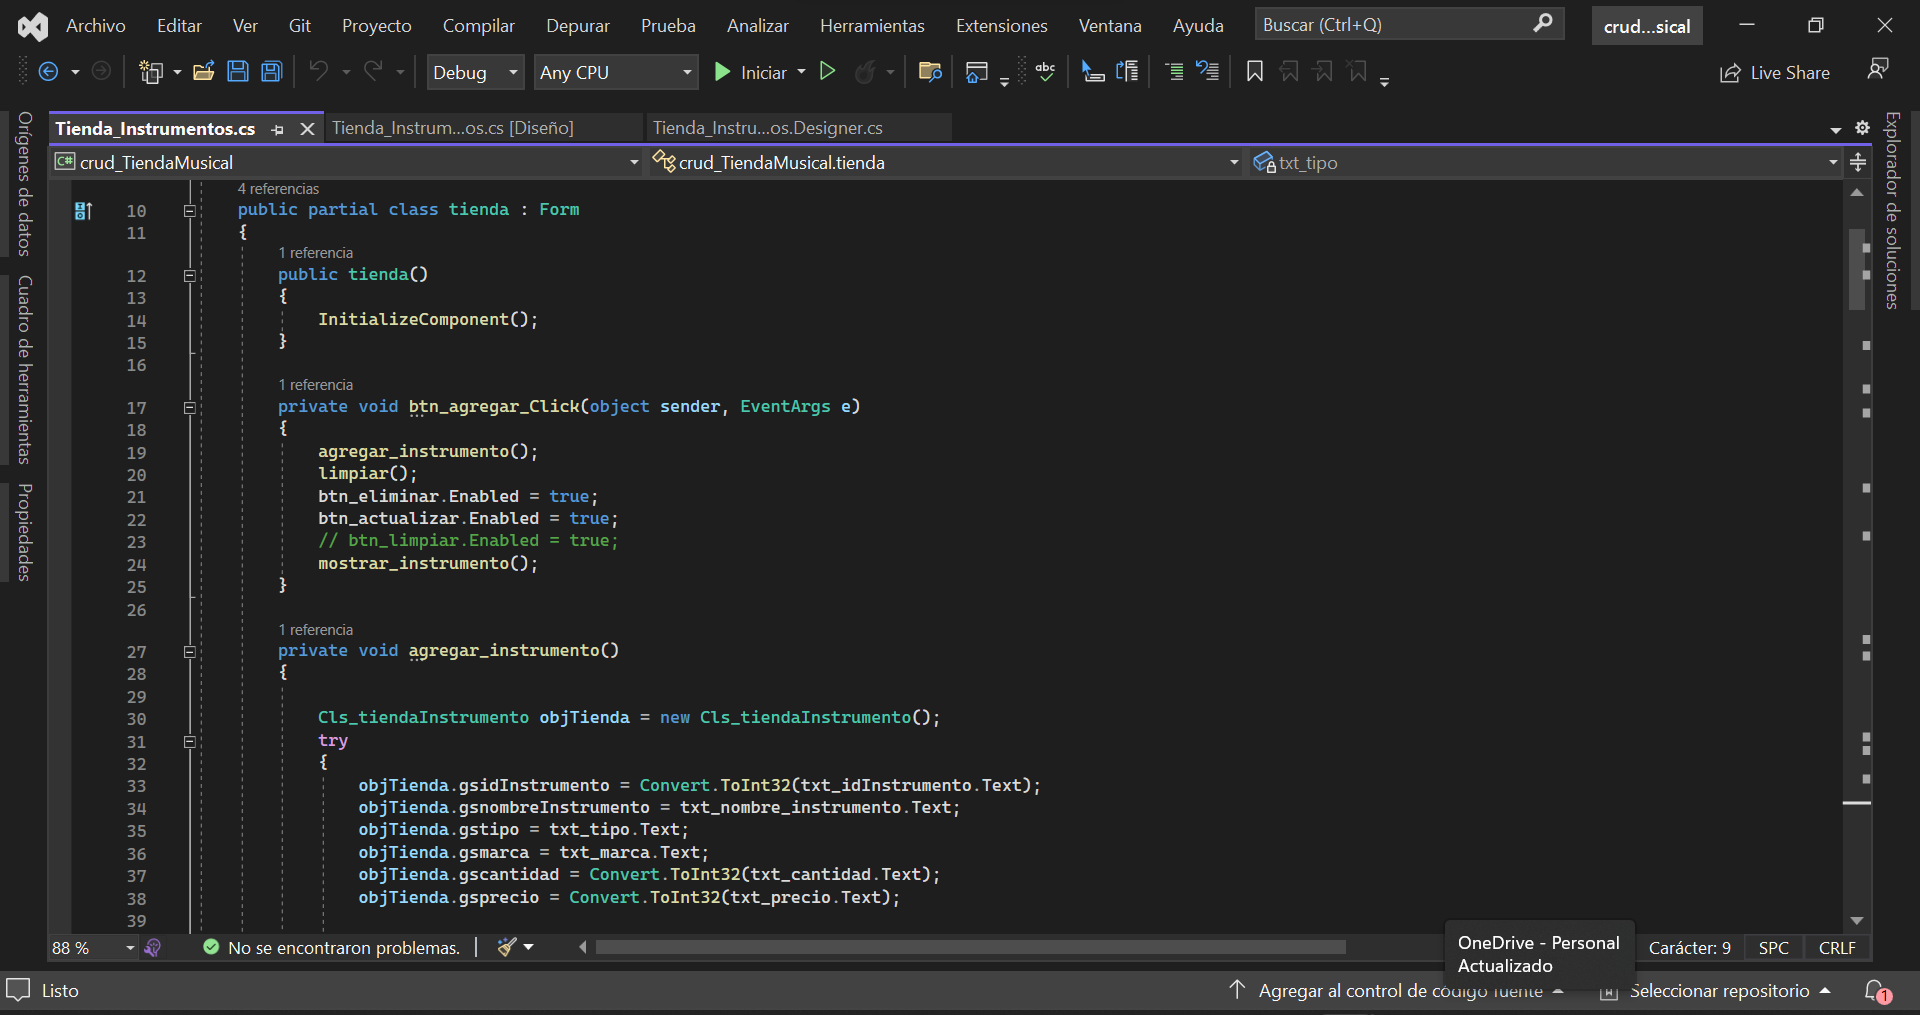 Archivo Editar Ver Git Proyecto Compilar Depurar Prueba Analizar Herramientas Extensiones Ventana Ayuda Buscar (Ctrl+Q) crud...sical
Debug Any CPU Iniciar abc Live Share
Tienda_Instrumentos.cs Tienda_Instrum...os.cs [Diseño] Tienda_Instru...os.Designer.cs
C# crud_TiendaMusical crud_TiendaMusical.tienda txt_tipo
Orígenes de datos
Cuadro de herramientas
Propiedades
Explorador de soluciones
4 referencias
10 public partial class tienda : Form
11 {
1 referencia
12 public tienda()
13 {
14 InitializeComponent();
15 }
16
1 referencia
17 private void btn_agregar_Click(object sender, EventArgs e)
18 {
19 agregar_instrumento();
20 limpiar();
21 btn_eliminar.Enabled = true;
22 btn_actualizar.Enabled = true;
23 // btn_limpiar.Enabled = true;
24 mostrar_instrumento();
25 }
26
1 referencia
27 private void agregar_instrumento()
28 {
29
30 Cls_tiendaInstrumento objTienda = new Cls_tiendaInstrumento();
31 try
32 {
33 objTienda.gsidInstrumento = Convert.ToInt32(txt_idInstrumento.Text);
34 objTienda.gsnombreInstrumento = txt_nombre_instrumento.Text;
35 objTienda.gstipo = txt_tipo.Text;
36 objTienda.gsmarca = txt_marca.Text;
37 objTienda.gscantidad = Convert.ToInt32(txt_cantidad.Text);
38 objTienda.gsprecio = Convert.ToInt32(txt_precio.Text);
39
88 % No se encontraron problemas. Carácter: 9 SPC CRLF
OneDrive - Personal
Actualizado
Listo Agregar al control de código fuente Seleccionar repositorio 1